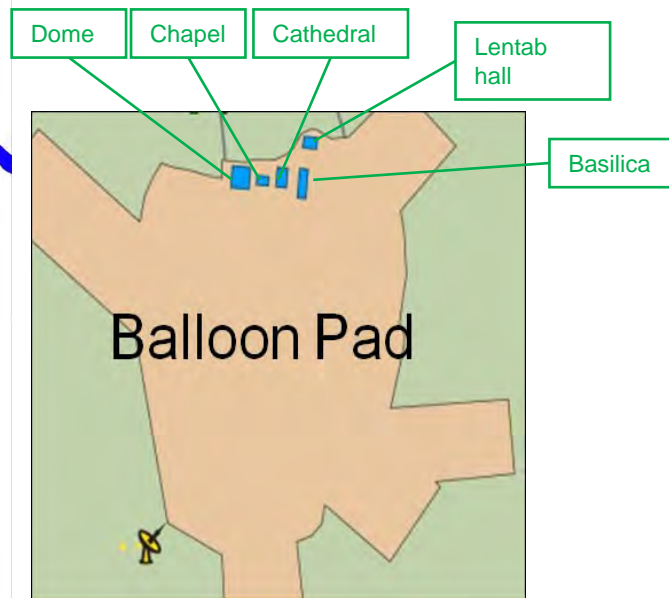 Dome
Chapel
Cathedral
Lentab
hall
Basilica
Balloon Pad